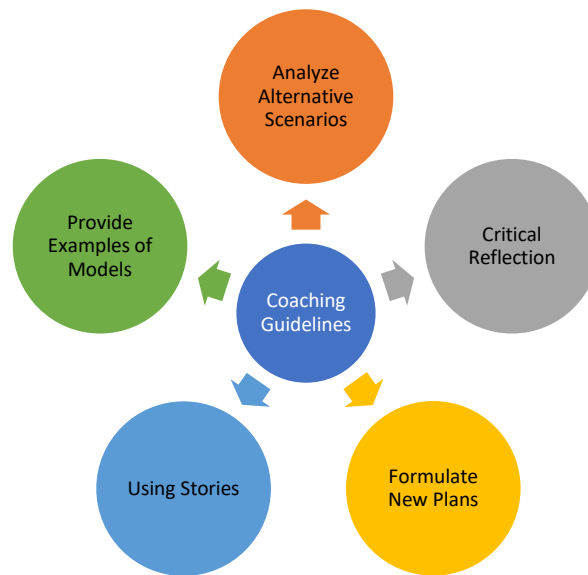 Analyze
Alternative
Scenarios
Provide
Examples of
Models
Critical
Reflection
Coaching
Guidelines
Using Stories
Formulate
New Plans